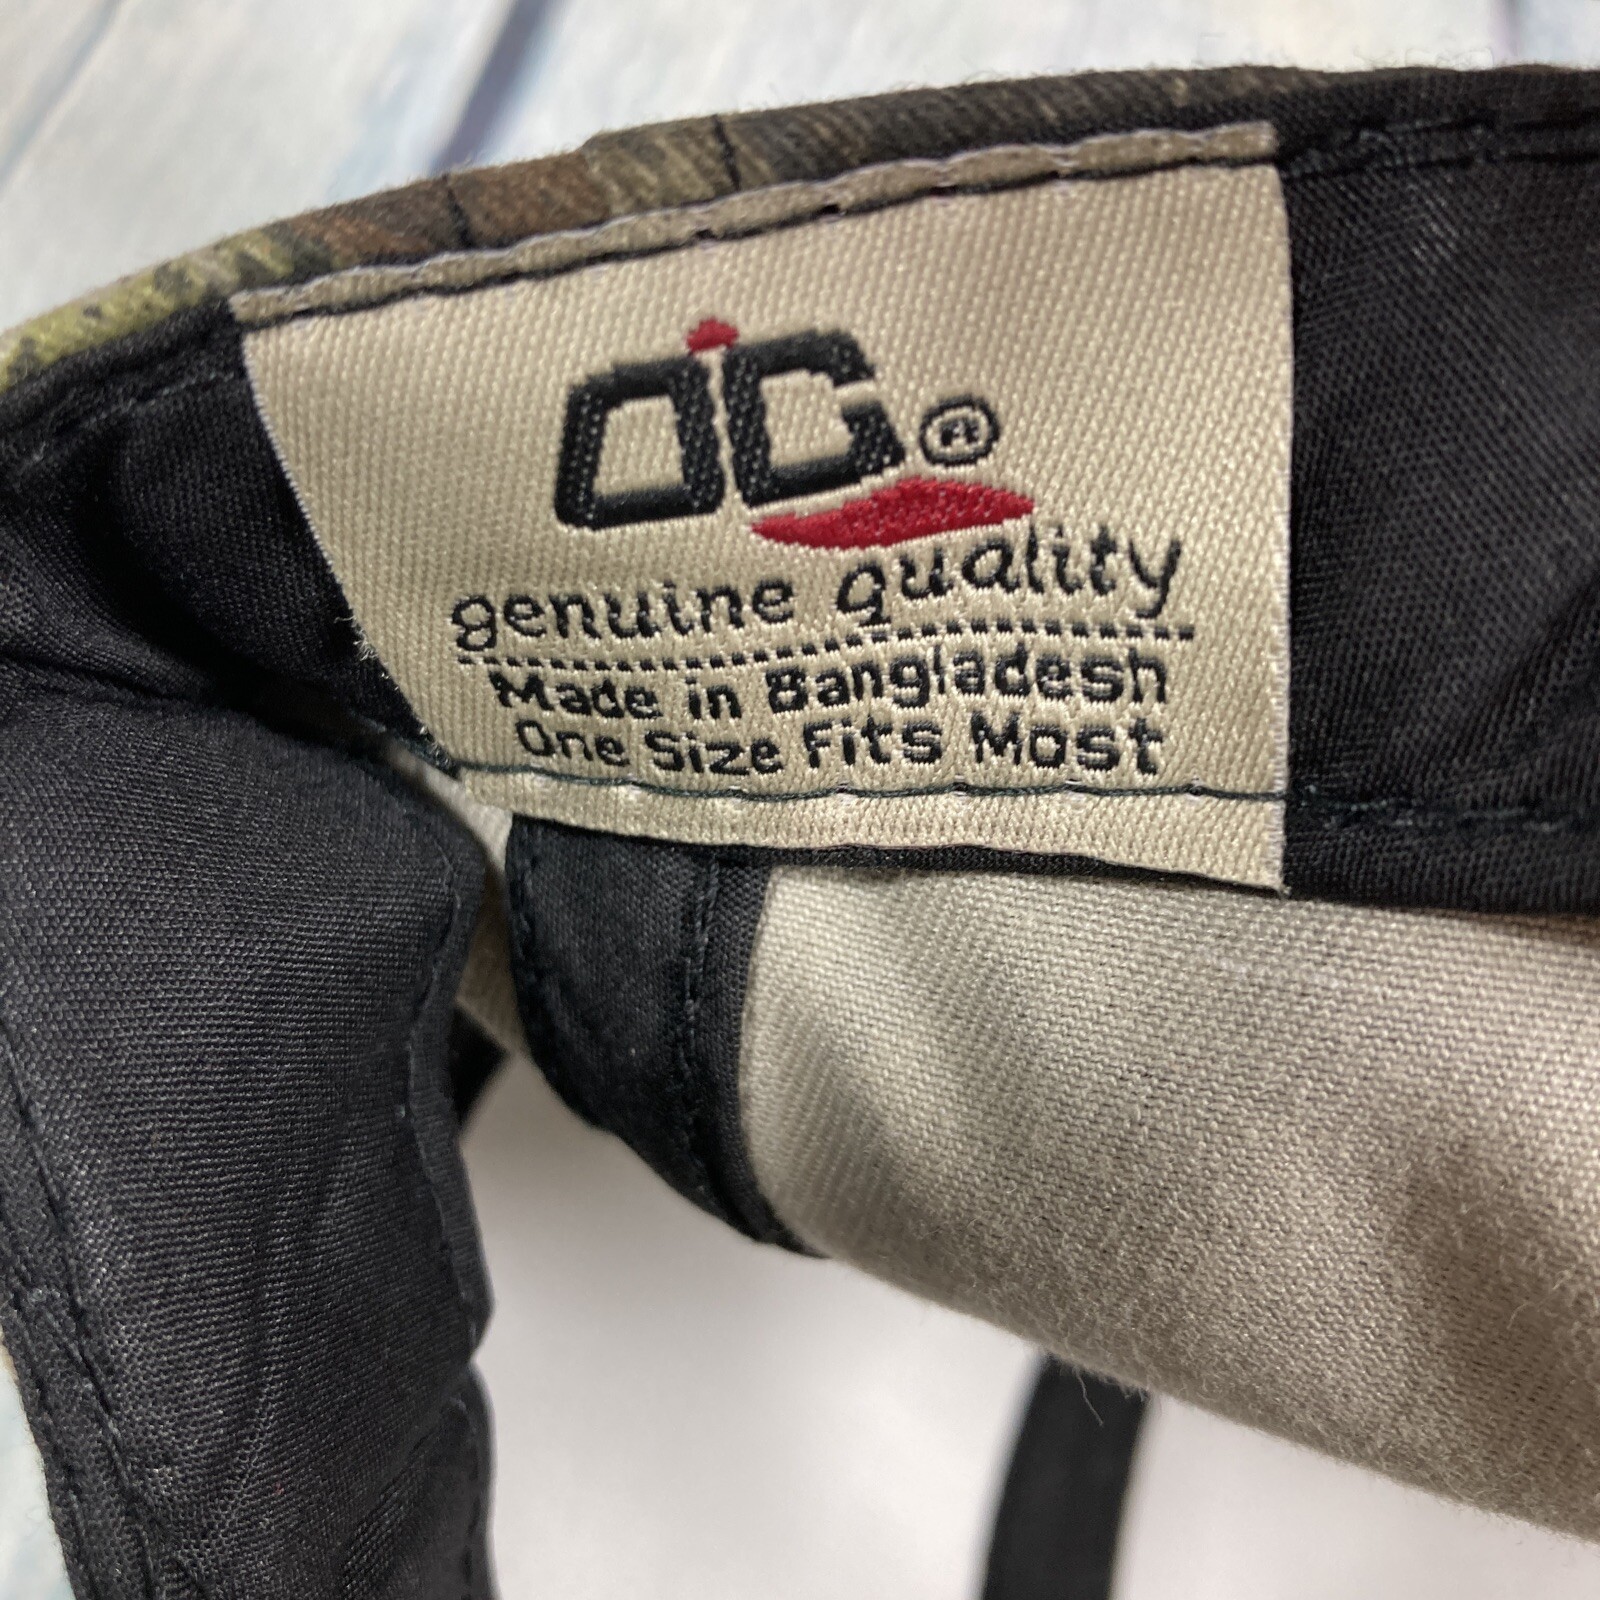 OC®
genuine quality
Made in Bangladesh
One Size Fits Most